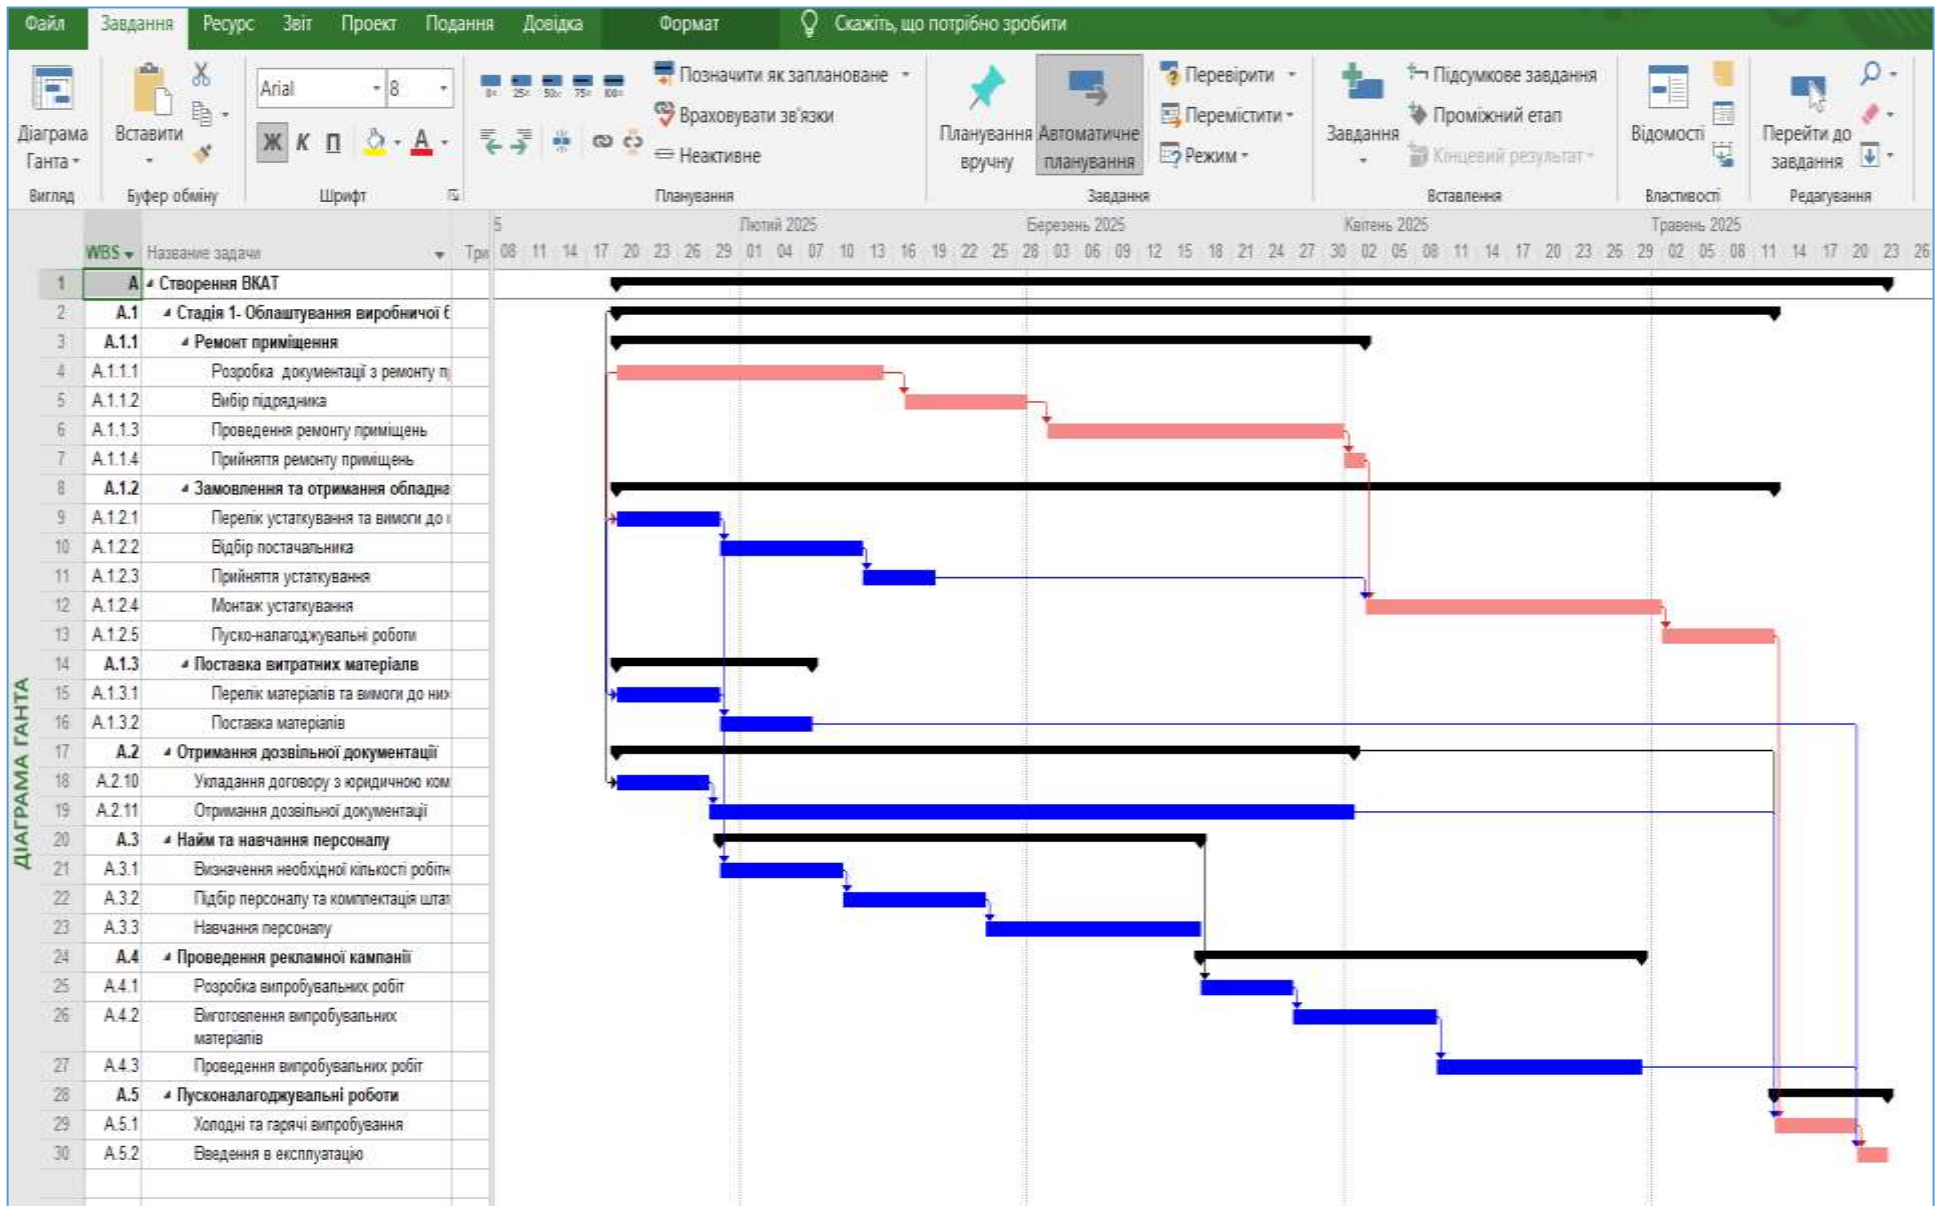 Файл Завдання Ресурс Звіт Проект Подання Довідка Формат Скажіть, що потрібно зробити
Arial 8 0× 25× 50× 75× 100× Позначити як заплановане Перевірити Підсумкове завдання
Діаграма Ганта Вставити Ж К П А Враховувати зв'язки Планування вручну Автоматичне планування Перемістити Завдання Проміжний етап Відомості Перейти до завдання
Неактивне Режим Кінцевий результат
Вигляд Буфер обміну Шрифт Планування Завдання Вставлення Властивості Редагування
5 Лютий 2025 Березень 2025 Квітень 2025 Травень 2025
WBS Название задачи Три 08 11 14 17 20 23 26 29 01 04 07 10 13 16 19 22 25 28 03 06 09 12 15 18 21 24 27 30 02 05 08 11 14 17 20 23 26 29 02 05 08 11 14 17 20 23 26
ДІАГРАМА ГАНТА
1 A Створення ВКАТ
2 A.1 Стадія 1- Облаштування виробничої б
3 A.1.1 Ремонт приміщення
4 A.1.1.1 Розробка документації з ремонту п
5 A.1.1.2 Вибір підрядника
6 A.1.1.3 Проведення ремонту приміщень
7 A.1.1.4 Прийняття ремонту приміщень
8 A.1.2 Замовлення та отримання обладна
9 A.1.2.1 Перелік устаткування та вимоги до
10 A.1.2.2 Відбір постачальника
11 A.1.2.3 Прийняття устаткування
12 A.1.2.4 Монтаж устаткування
13 A.1.2.5 Пуско-налагоджувальні роботи
14 A.1.3 Поставка витратних матеріалв
15 A.1.3.1 Перелік матеріалів та вимоги до них
16 A.1.3.2 Поставка матеріалів
17 A.2 Отримання дозвільної документації
18 A.2.10 Укладання договору з юридичною ком
19 A.2.11 Отримання дозвільної документації
20 A.3 Найм та навчання персоналу
21 A.3.1 Визначення необхідної кількості робітн
22 A.3.2 Підбір персоналу та комплектація штат
23 A.3.3 Навчання персоналу
24 A.4 Проведення рекламної кампанії
25 A.4.1 Розробка випробувальних робіт
26 A.4.2 Виготовлення випробувальних
матеріалів
27 A.4.3 Проведення випробувальних робіт
28 A.5 Пусконалагоджувальні роботи
29 A.5.1 Холодні та гарячі випробування
30 A.5.2 Введення в експлуатацію